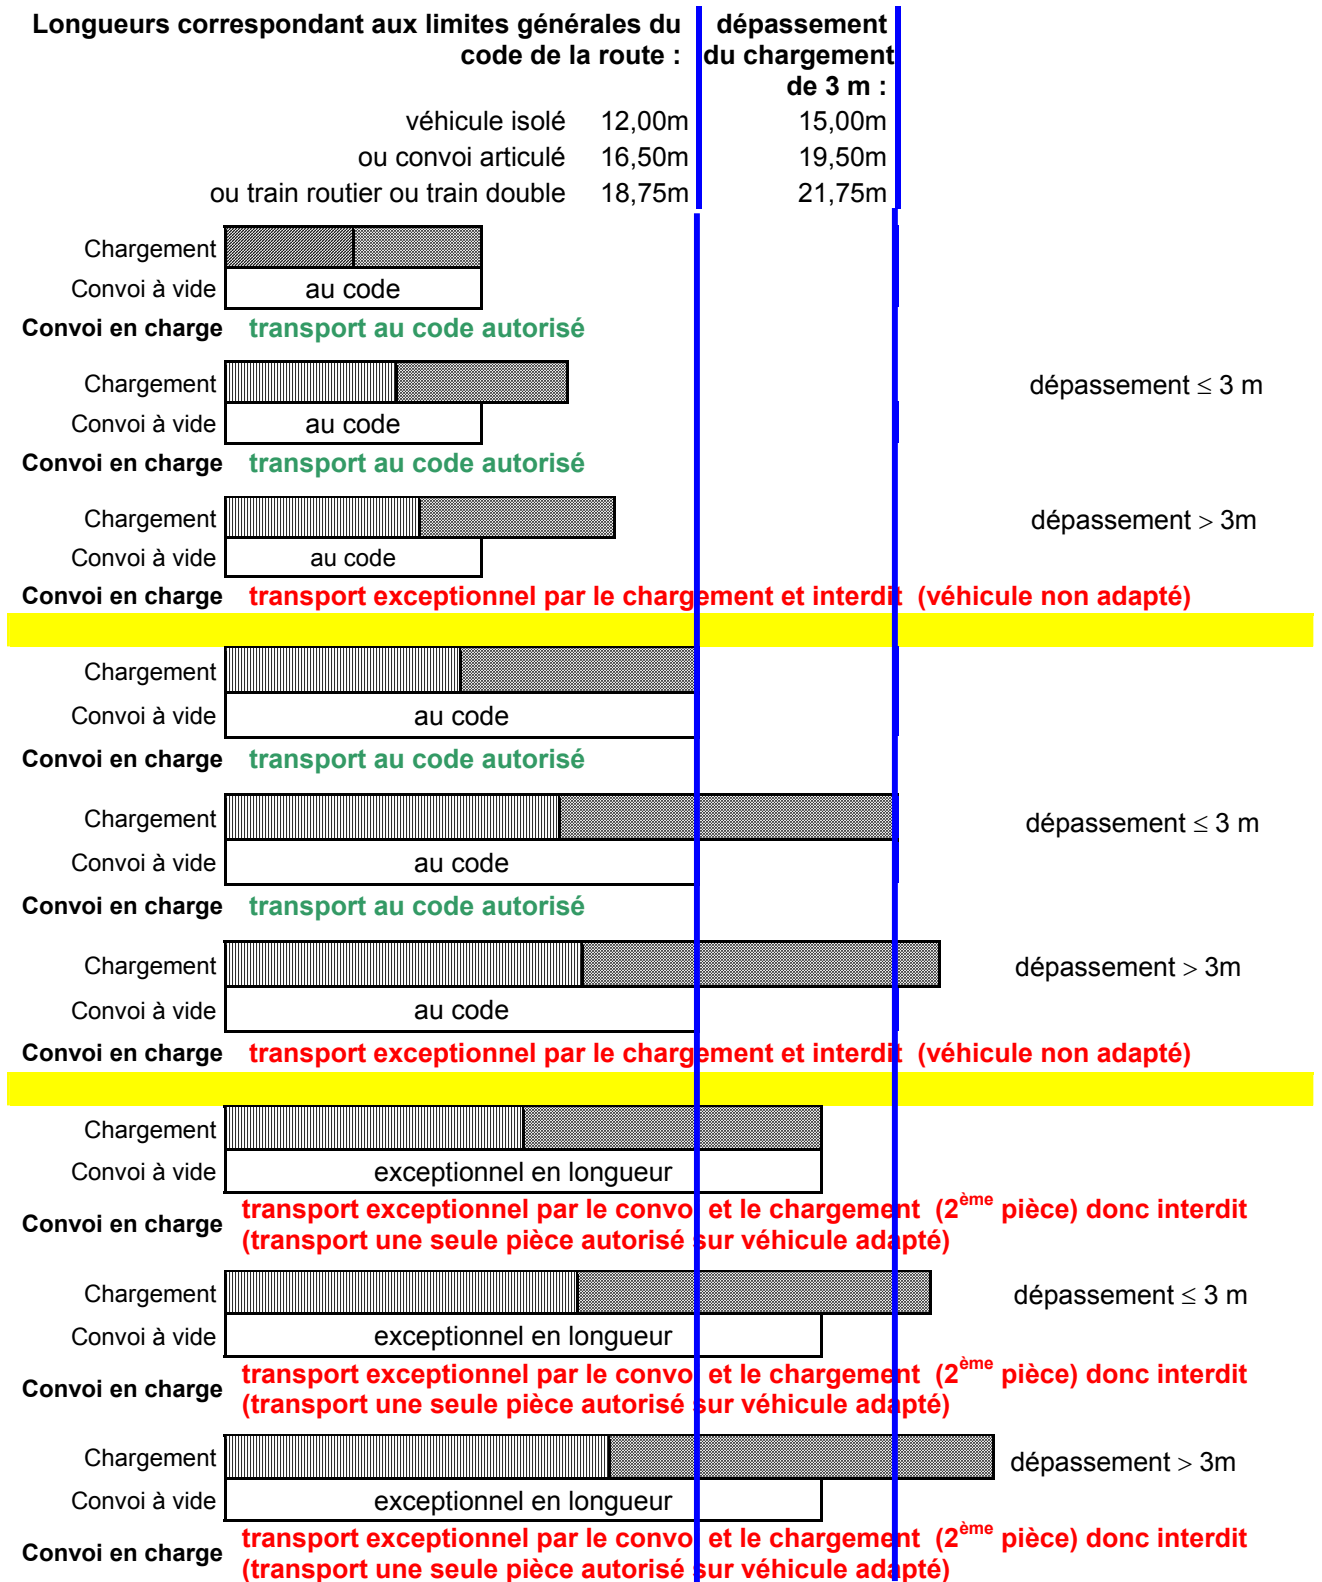 Longueurs correspondant aux limites générales du code de la route :
dépassement du chargement de 3 m :
véhicule isolé 12,00m 15,00m
ou convoi articulé 16,50m 19,50m
ou train routier ou train double 18,75m 21,75m
Chargement
Convoi à vide au code
Convoi en charge transport au code autorisé
Chargement dépassement ≤ 3 m
Convoi à vide au code
Convoi en charge transport au code autorisé
Chargement dépassement > 3m
Convoi à vide au code
Convoi en charge transport exceptionnel par le chargement et interdit (véhicule non adapté)
Chargement
Convoi à vide au code
Convoi en charge transport au code autorisé
Chargement dépassement ≤ 3 m
Convoi à vide au code
Convoi en charge transport au code autorisé
Chargement dépassement > 3m
Convoi à vide au code
Convoi en charge transport exceptionnel par le chargement et interdit (véhicule non adapté)
Chargement
Convoi à vide exceptionnel en longueur
Convoi en charge transport exceptionnel par le convoi et le chargement (2ème pièce) donc interdit
(transport une seule pièce autorisé sur véhicule adapté)
Chargement dépassement ≤ 3 m
Convoi à vide exceptionnel en longueur
Convoi en charge transport exceptionnel par le convoi et le chargement (2ème pièce) donc interdit
(transport une seule pièce autorisé sur véhicule adapté)
Chargement dépassement > 3m
Convoi à vide exceptionnel en longueur
Convoi en charge transport exceptionnel par le convoi et le chargement (2ème pièce) donc interdit
(transport une seule pièce autorisé sur véhicule adapté)